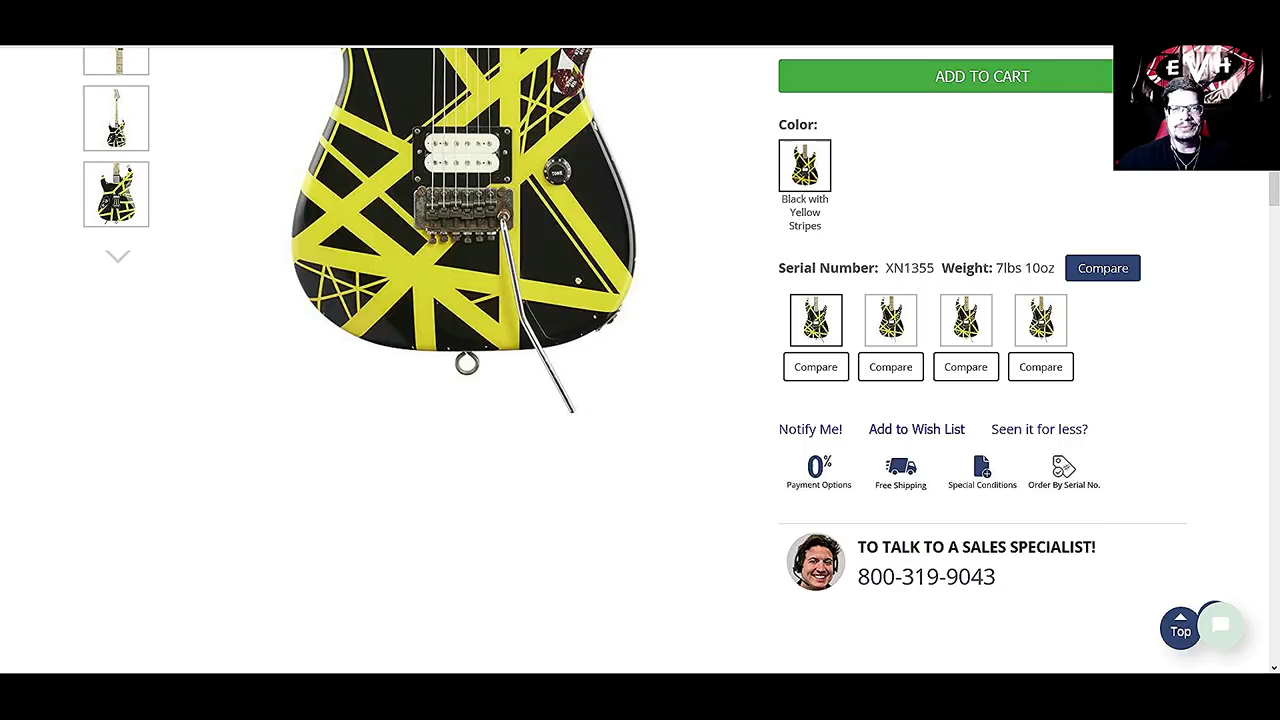 ADD TO CART
EVH
Color:
TONE
Black with
Yellow
Stripes
Serial Number: XN1355 Weight: 7lbs 10oz Compare
Compare Compare Compare Compare
Notify Me! Add to Wish List Seen it for less?
0%
Payment Options Free Shipping Special Conditions Order By Serial No.
TO TALK TO A SALES SPECIALIST!
800-319-9043
Top